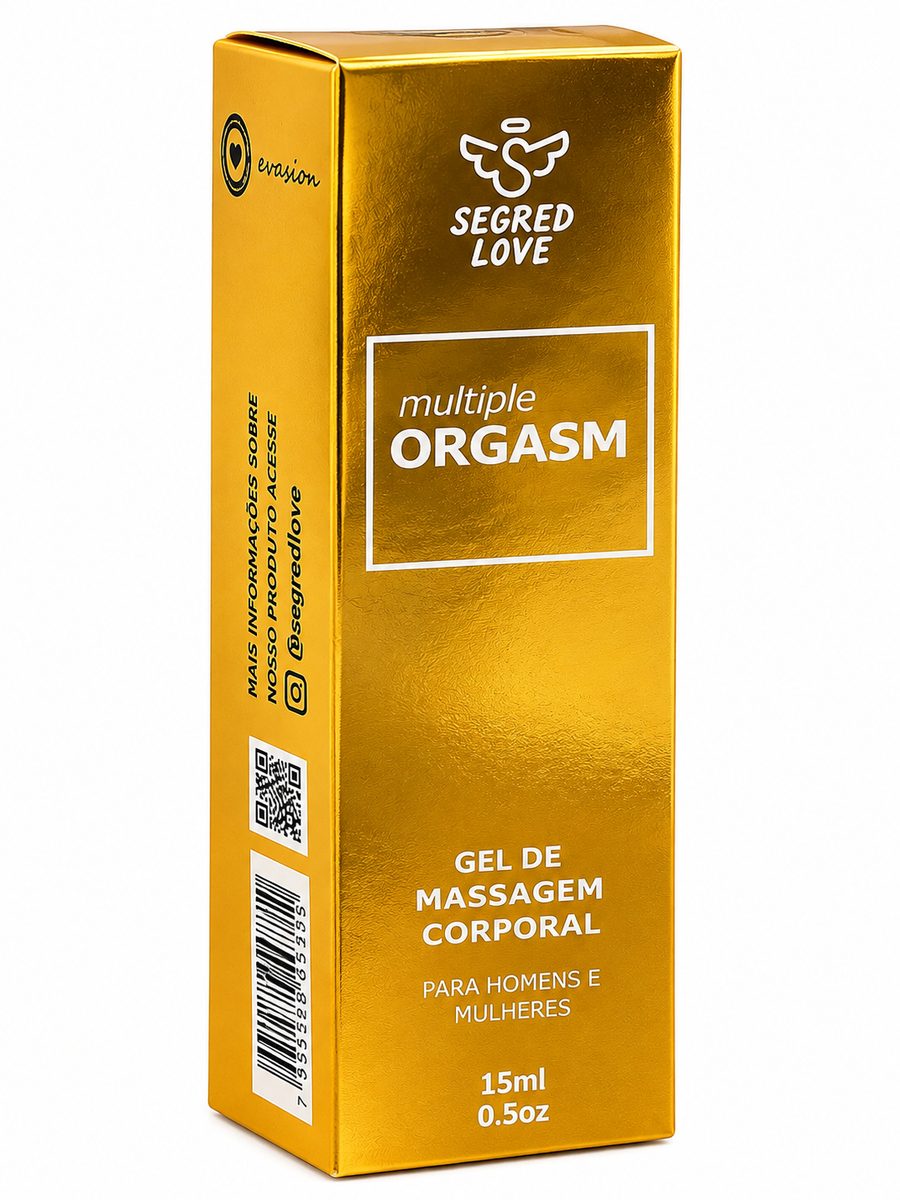 evasion
MAIS INFORMAÇÕES SOBRE
NOSSO PRODUTO ACESSE
@segredlove
SEGRED
LOVE
multiple
ORGASM
GEL DE
MASSAGEM
CORPORAL
PARA HOMENS E
MULHERES
15ml
0.5oz